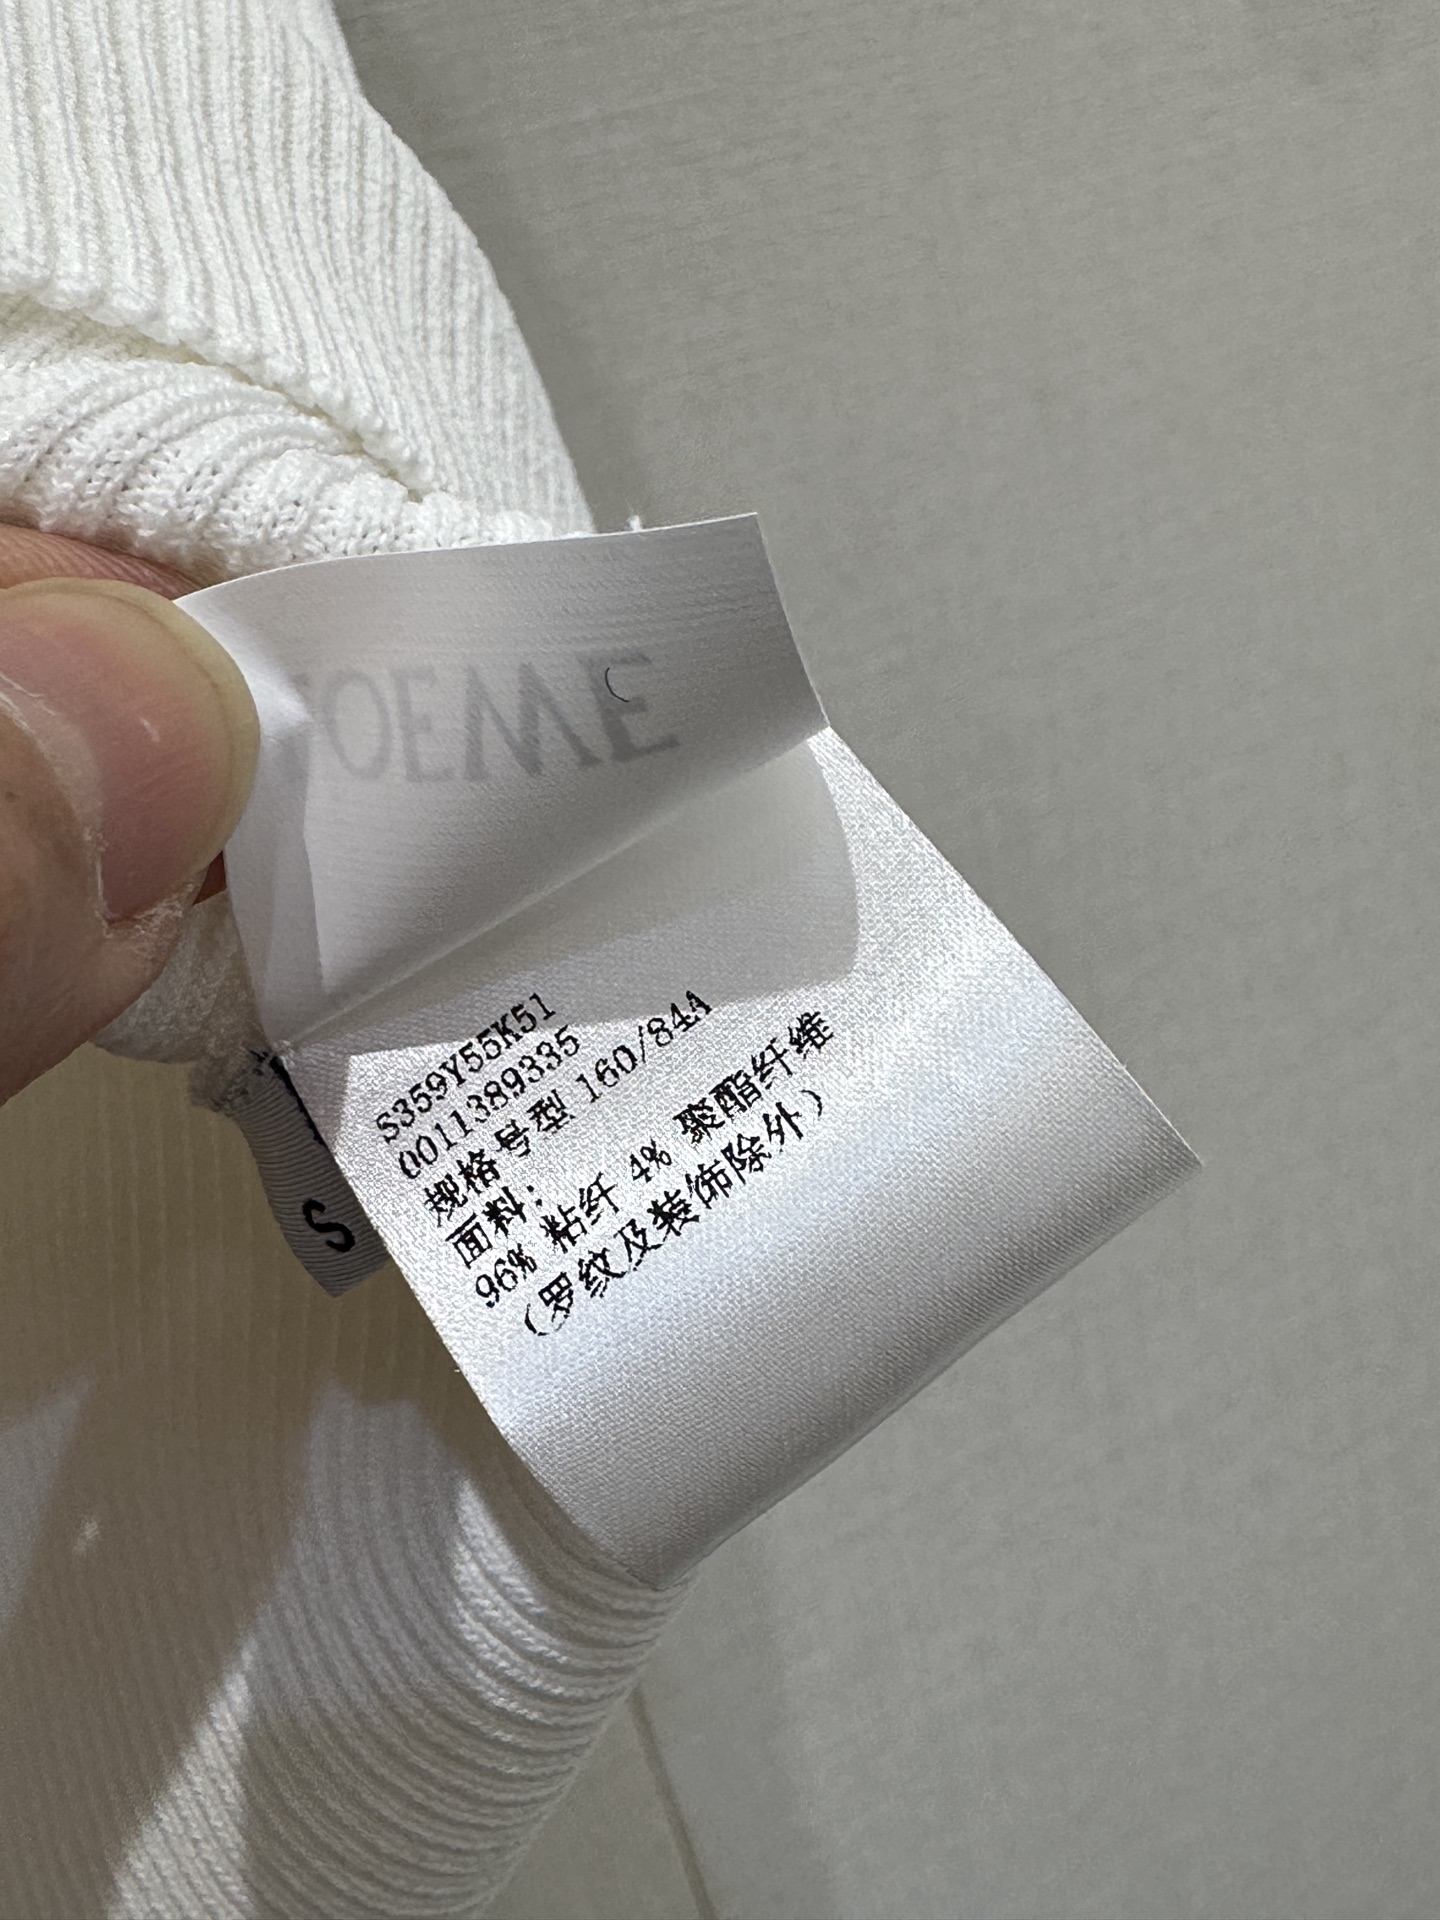 OEME
S359Y55K51
0011389335
规格号型 160/84A
面料:
96% 粘纤 4% 聚酯纤维
(罗纹及装饰除外)
S